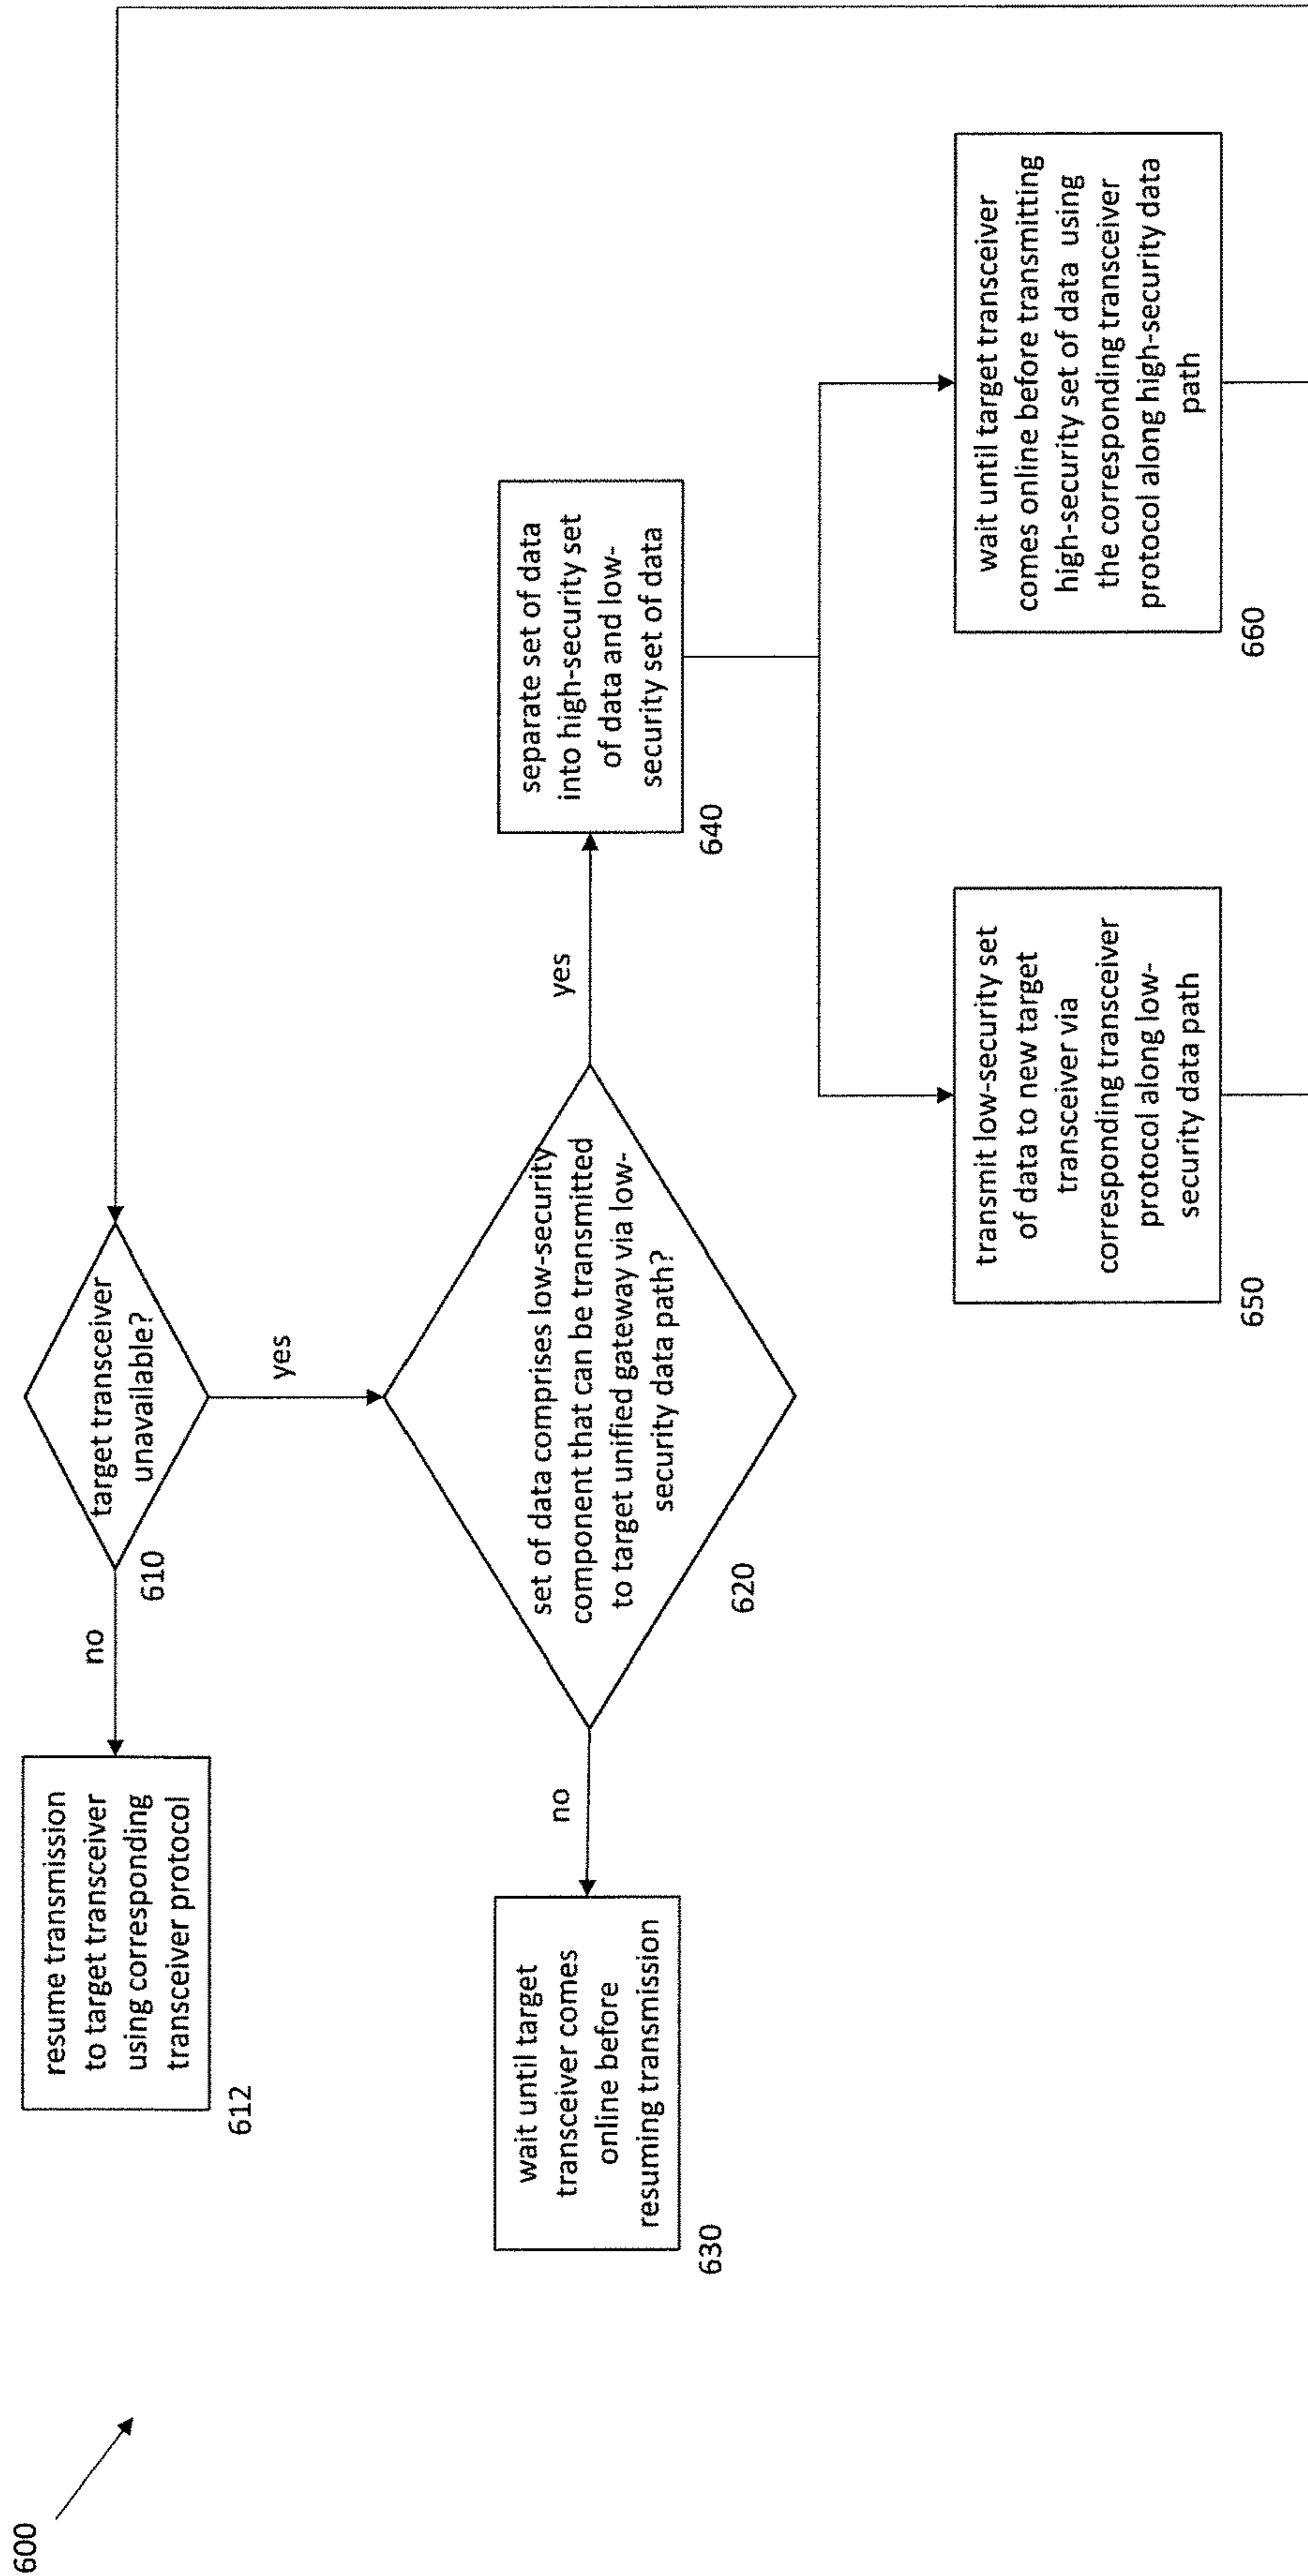 600
resume transmission
to target transceiver
using corresponding
transceiver protocol
612
no
target transceiver
unavailable?
610
yes
set of data comprises low-security
component that can be transmitted
to target unified gateway via low-
security data path?
620
no
wait until target
transceiver comes
online before
resuming transmission
630
yes
separate set of data
into high-security set
of data and low-
security set of data
640
transmit low-security set
of data to new target
transceiver via
corresponding transceiver
protocol along low-
security data path
650
wait until target transceiver
comes online before transmitting
high-security set of data using
the corresponding transceiver
protocol along high-security data
path
660